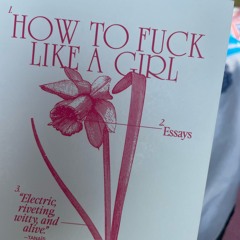 1.
HOW TO FUCK
LIKE A GIRL
2.
Essays
3.
"Electric,
riveting,
witty, and
alive."